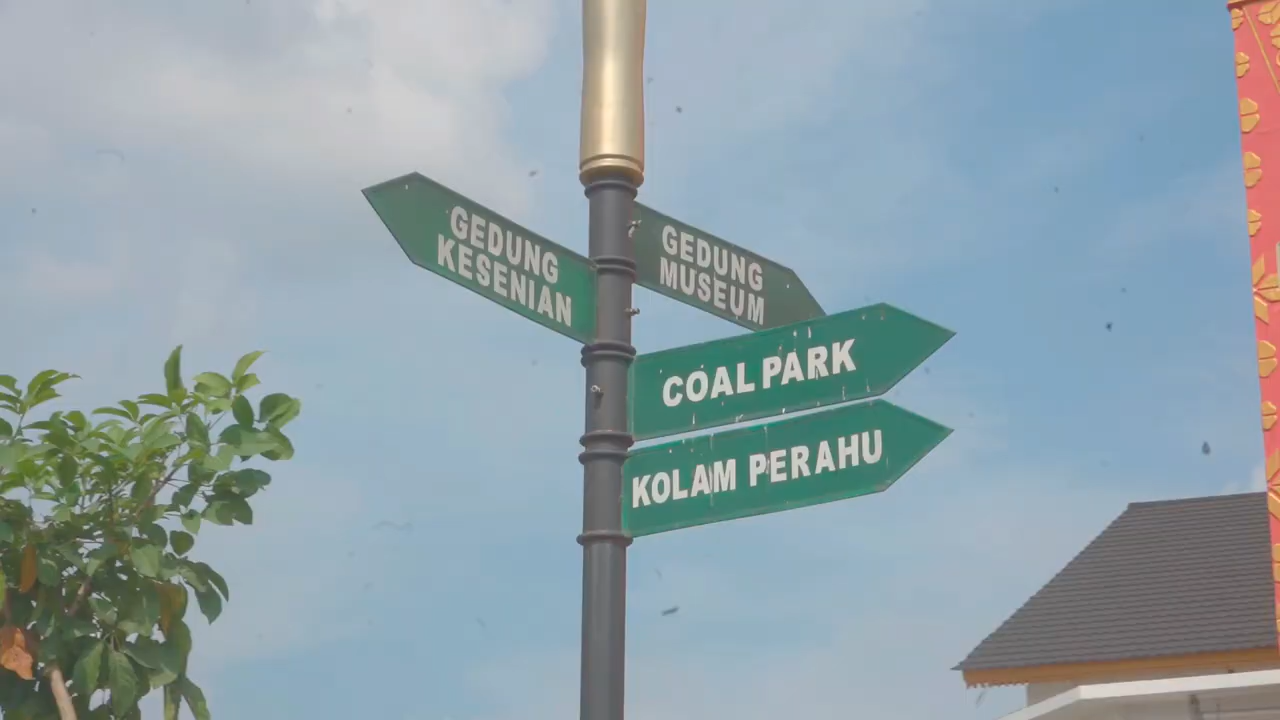 GEDUNG
KESENIAN
GEDUNG
MUSEUM
COAL PARK
KOLAM PERAHU